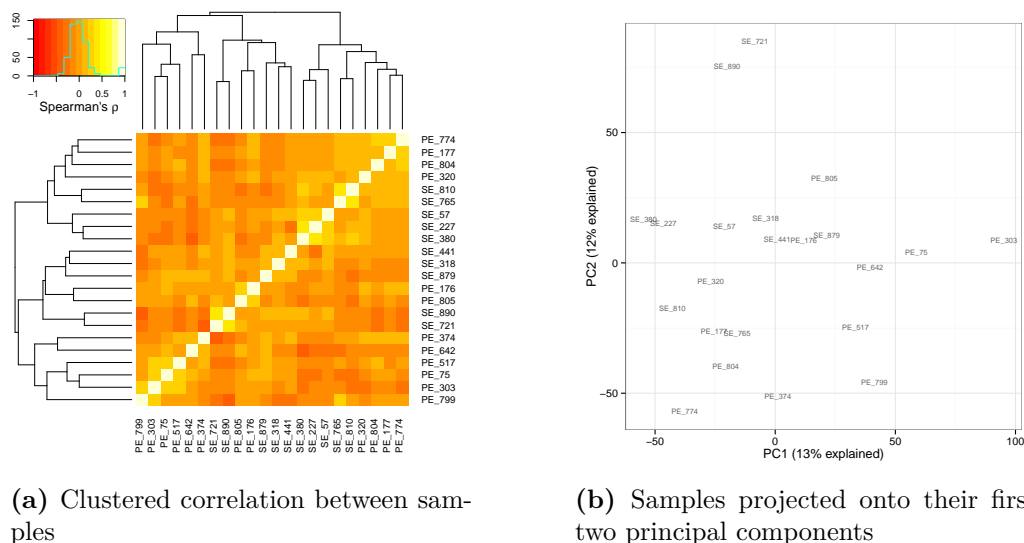 150
50
0
-1
0
0.5
1
Spearman's ρ
PE_774
PE_177
PE_804
PE_320
SE_810
SE_765
SE_57
SE_227
SE_380
SE_441
SE_318
SE_879
PE_176
PE_805
SE_890
SE_721
PE_374
PE_642
PE_517
PE_75
PE_303
PE_799
PE_799 PE_303 PE_75 PE_517 PE_642 PE_374 SE_721 SE_890 PE_805 PE_176 SE_879 SE_318 SE_441 SE_380 SE_227 SE_57 SE_765 SE_810 PE_320 PE_804 PE_177 PE_774
(a) Clustered correlation between sam-
ples
PC2 (12% explained)
50
0
-50
SE_721
SE_890
PE_805
SE_380
SE_227
SE_57
SE_318
SE_441
PE_176
SE_879
PE_75
PE_303
PE_642
PE_320
SE_810
PE_177
SE_765
PE_517
PE_804
PE_799
PE_374
PE_774
-50 0 50 100
PC1 (13% explained)
(b) Samples projected onto their firs
two principal components